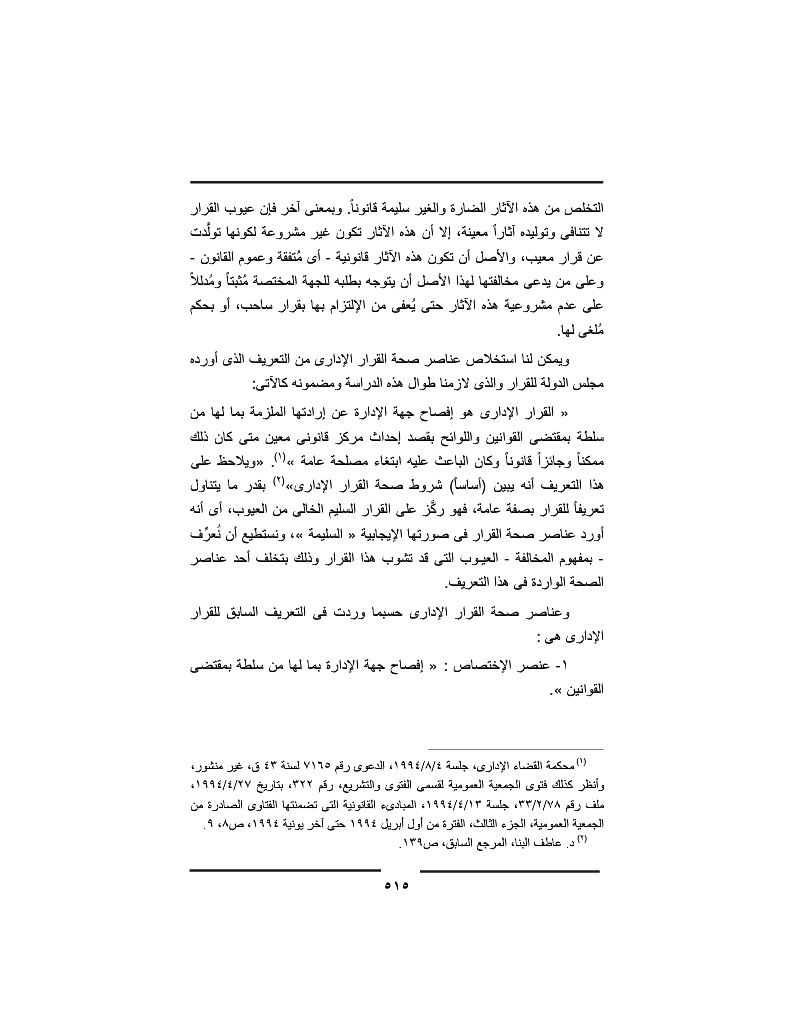 التخلص من هذه الآثار الضارة والغير سليمة قانوناً. وبمعنى آخر فإن عيوب القرار
لا تتنافى وتوليده آثاراً معينة، إلا أن هذه الآثار تكون غير مشروعة لكونها تولَّدت
عن قرار معيب، والأصل أن تكون هذه الآثار قانونية - أى مُتفقة وعموم القانون -
وعلى من يدعى مخالفتها لهذا الأصل أن يتوجه بطلبه للجهة المختصة مُثبتاً ومُدللاً
على عدم مشروعية هذه الآثار حتى يُعفى من الإلتزام بها بقرار ساحب، أو بحكم
مُلغى لها.
ويمكن لنا استخلاص عناصر صحة القرار الإدارى من التعريف الذى أورده
مجلس الدولة للقرار والذى لازمنا طوال هذه الدراسة ومضمونه كالآتى:
« القرار الإدارى هو إفصاح جهة الإدارة عن إرادتها الملزمة بما لها من
سلطة بمقتضى القوانين واللوائح بقصد إحداث مركز قانونى معين متى كان ذلك
ممكناً وجائزاً قانوناً وكان الباعث عليه ابتغاء مصلحة عامة »(١). «ويلاحظ على
هذا التعريف أنه يبين (أساساً) شروط صحة القرار الإدارى»(٢) بقدر ما يتناول
تعريفاً للقرار بصفة عامة، فهو ركَّز على القرار السليم الخالى من العيوب، أى أنه
أورد عناصر صحة القرار فى صورتها الإيجابية « السليمة »، ونستطيع أن نُعرِّف
- بمفهوم المخالفة - العيوب التى قد تشوب هذا القرار وذلك بتخلف أحد عناصر
الصحة الواردة فى هذا التعريف.
وعناصر صحة القرار الإدارى حسبما وردت فى التعريف السابق للقرار
الإدارى هى :
١- عنصر الإختصاص : « إفصاح جهة الإدارة بما لها من سلطة بمقتضى
القوانين ».
(١) محكمة القضاء الإدارى، جلسة ١٩٩٤/٨/٤، الدعوى رقم ٧١٦٥ لسنة ٤٣ ق، غير منشور،
وأنظر كذلك فتوى الجمعية العمومية لقسمى الفتوى والتشريع، رقم ٣٢٢، بتاريخ ١٩٩٤/٤/٢٧،
ملف رقم ٣٣/٢/٧٨، جلسة ١٩٩٤/٤/١٣، المبادىء القانونية التى تضمنتها الفتاوى الصادرة من
الجمعية العمومية، الجزء الثالث، الفترة من أول أبريل ١٩٩٤ حتى آخر يونية ١٩٩٤، ص٨، ٩.
(٢) د. عاطف البنا، المرجع السابق، ص١٣٩.
٥١٥